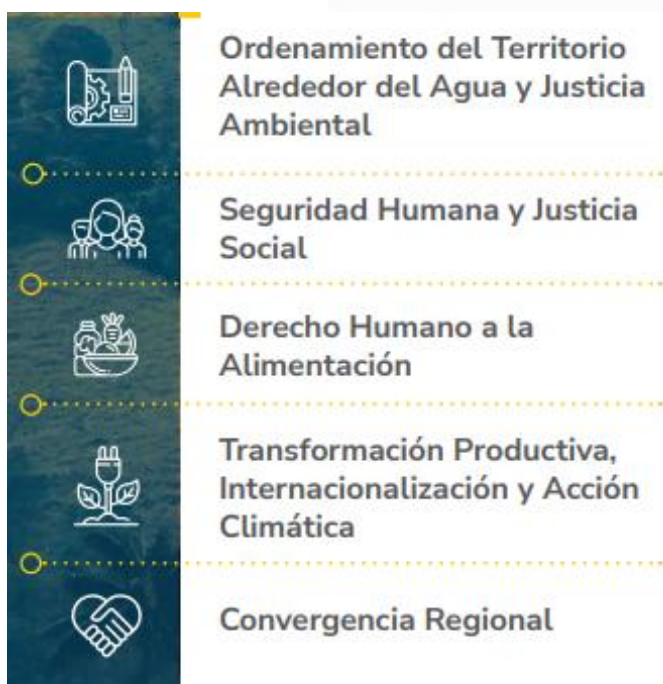 Ordenamiento del Territorio
Alrededor del Agua y Justicia
Ambiental
Seguridad Humana y Justicia
Social
Derecho Humano a la
Alimentación
Transformación Productiva,
Internacionalización y Acción
Climática
Convergencia Regional